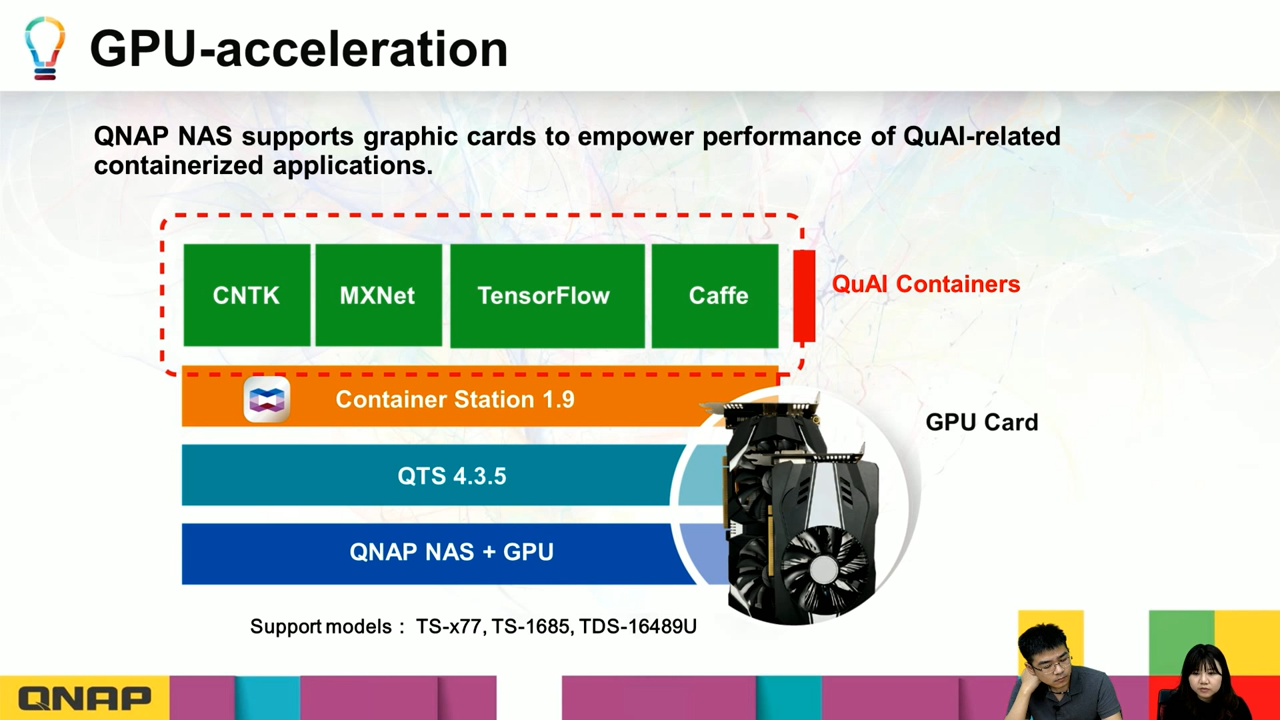 GPU-acceleration
QNAP NAS supports graphic cards to empower performance of QuAI-related
containerized applications.
CNTK
MXNet
TensorFlow
Caffe
QuAI Containers
Container Station 1.9
GPU Card
QTS 4.3.5
QNAP NAS + GPU
Support models : TS-x77, TS-1685, TDS-16489U
QNAP